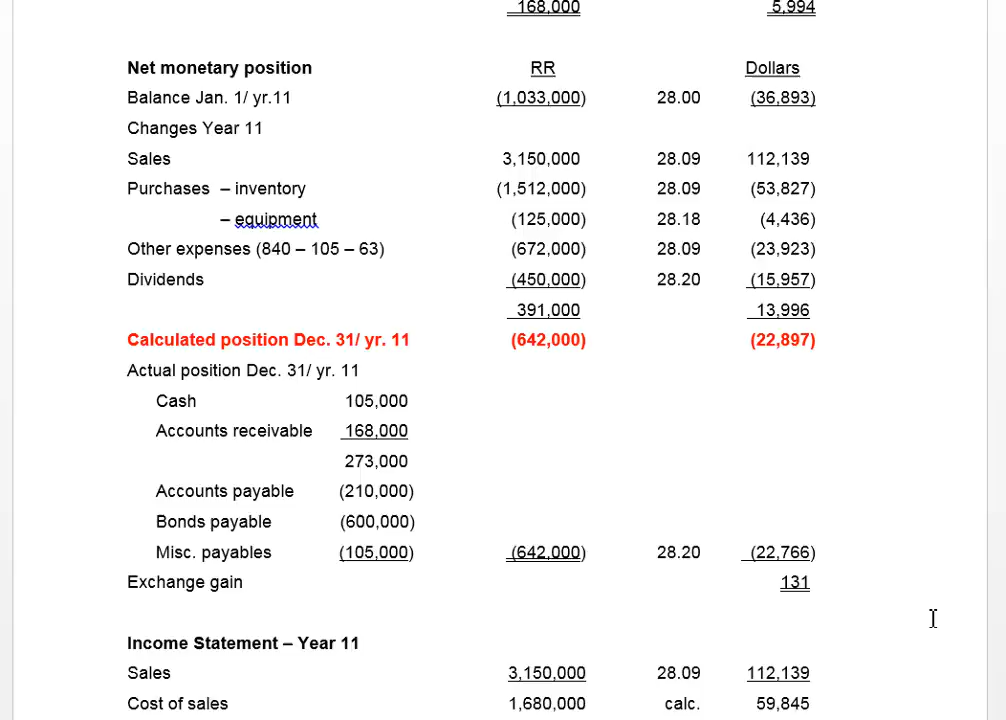 168,000 5,994
Net monetary position RR Dollars
Balance Jan. 1/ yr.11 (1,033,000) 28.00 (36,893)
Changes Year 11
Sales 3,150,000 28.09 112,139
Purchases – inventory (1,512,000) 28.09 (53,827)
– equipment (125,000) 28.18 (4,436)
Other expenses (840 – 105 – 63) (672,000) 28.09 (23,923)
Dividends (450,000) 28.20 (15,957)
391,000 13,996
Calculated position Dec. 31/ yr. 11 (642,000) (22,897)
Actual position Dec. 31/ yr. 11
Cash 105,000
Accounts receivable 168,000
273,000
Accounts payable (210,000)
Bonds payable (600,000)
Misc. payables (105,000) (642,000) 28.20 (22,766)
Exchange gain 131
Income Statement – Year 11
Sales 3,150,000 28.09 112,139
Cost of sales 1,680,000 calc. 59,845